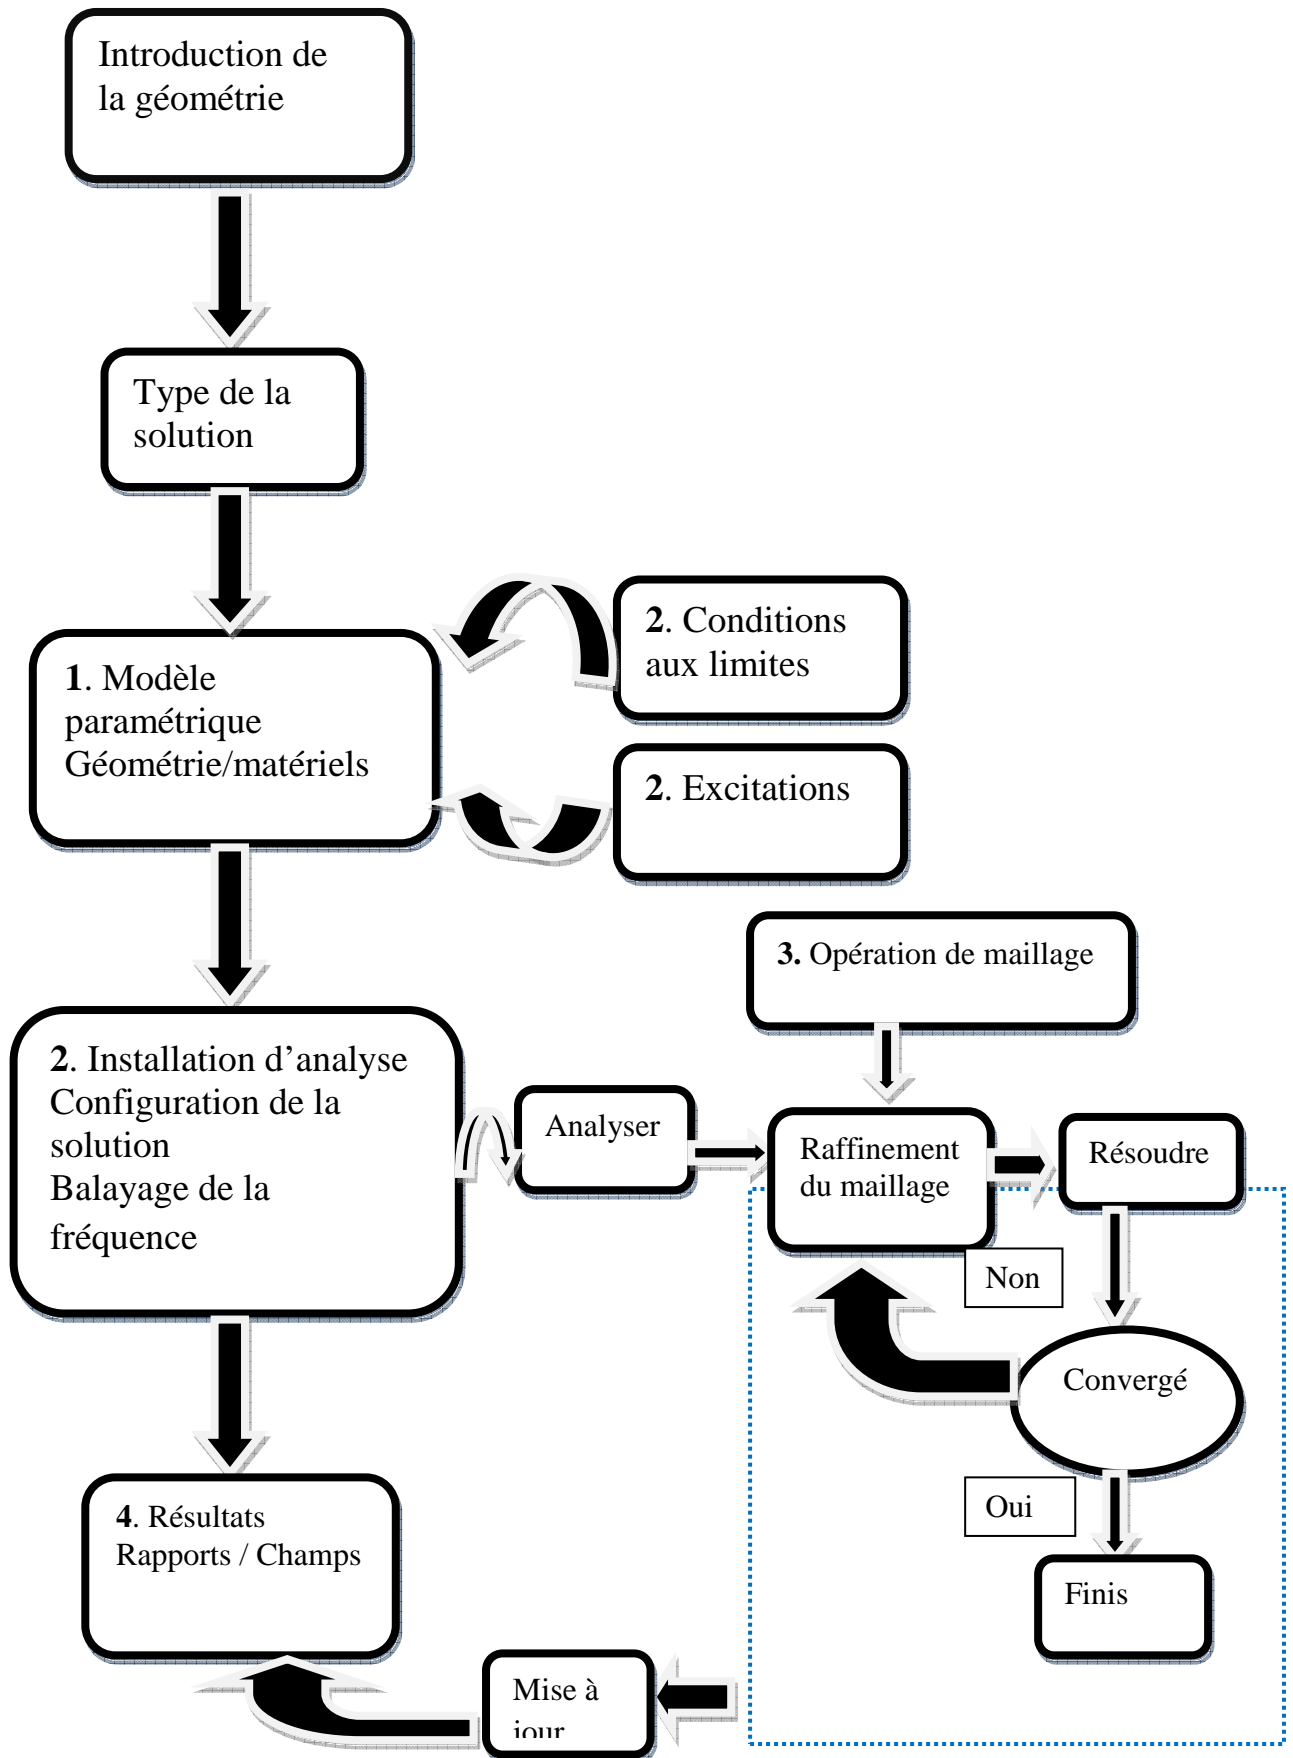 Introduction de
la géométrie
Type de la
solution
2. Conditions
aux limites
1. Modèle
paramétrique
Géométrie/matériels
2. Excitations
3. Opération de maillage
2. Installation d’analyse
Configuration de la
solution
Balayage de la
fréquence
Analyser
Raffinement
du maillage
Résoudre
Non
Convergé
Oui
4. Résultats
Rapports / Champs
Finis
Mise à
jour